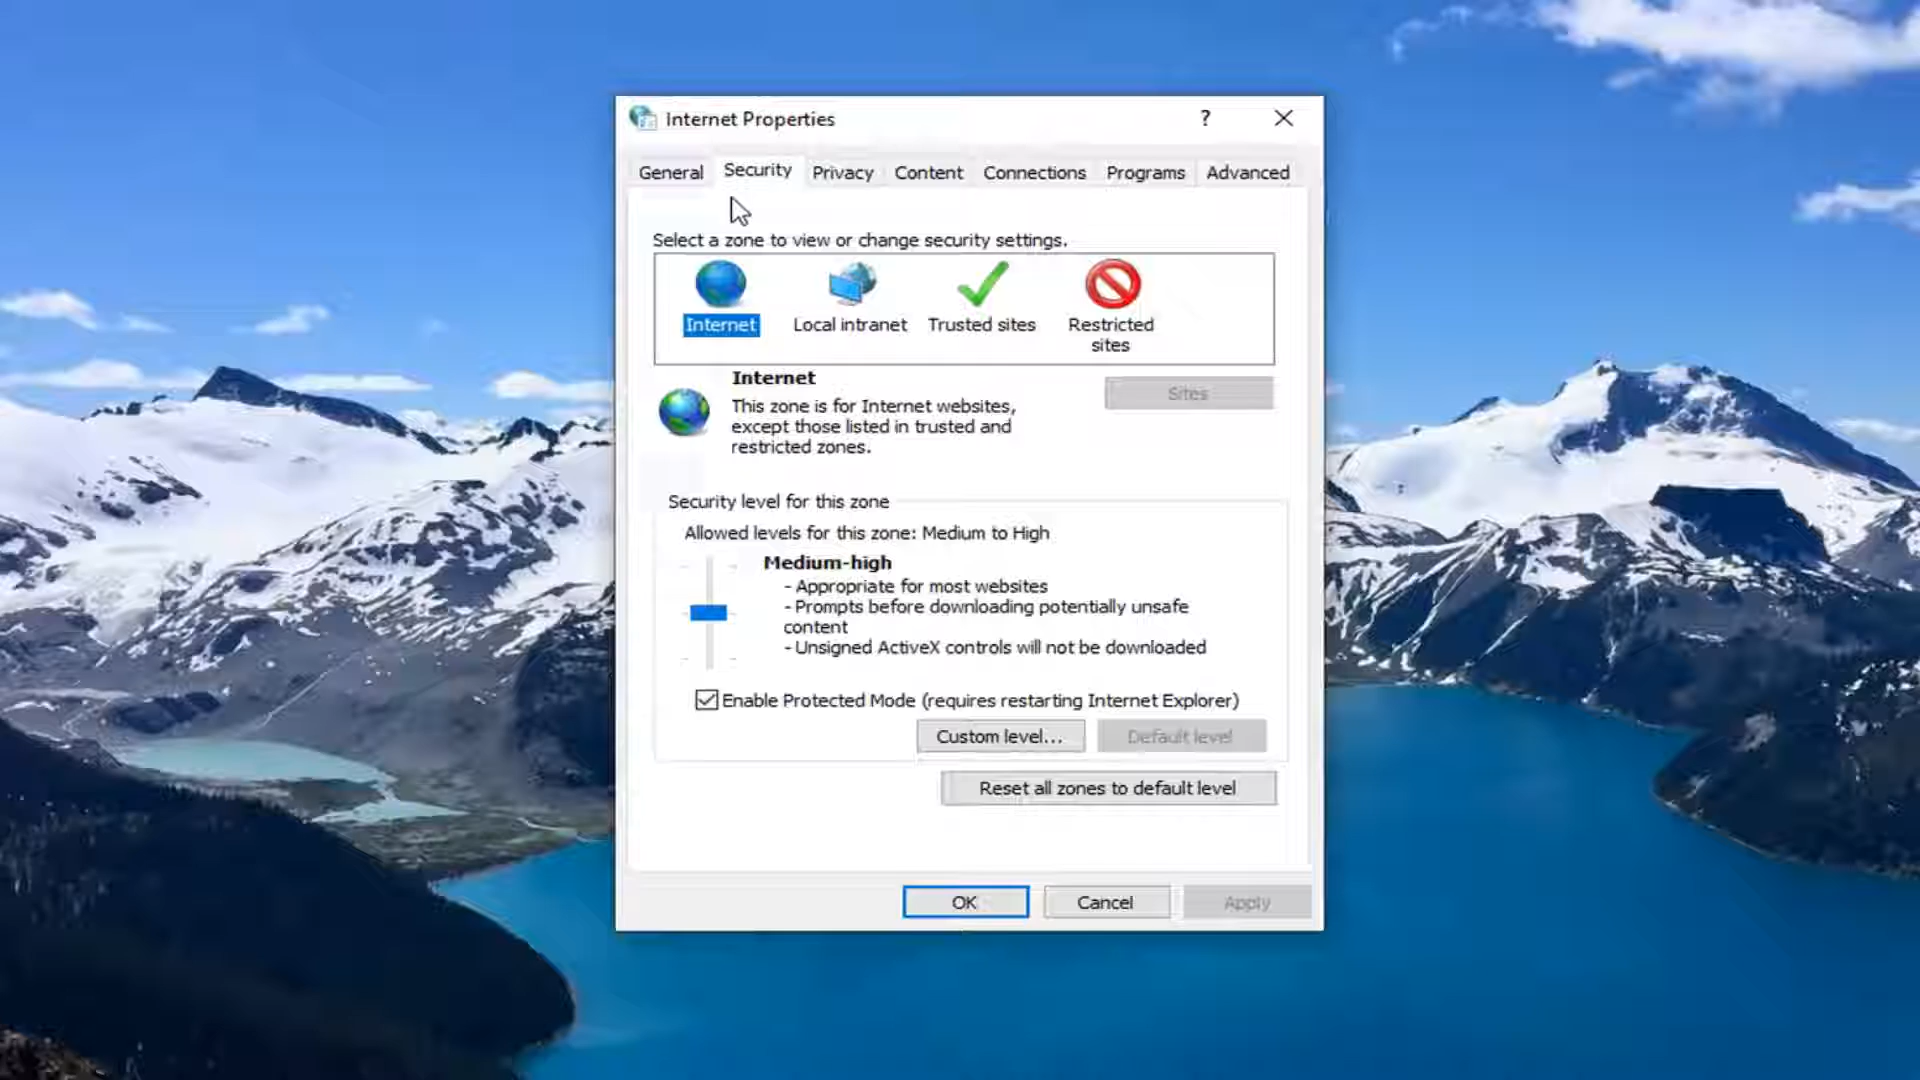 Internet Properties
?
General Security Privacy Content Connections Programs Advanced
Select a zone to view or change security settings.
Internet Local intranet Trusted sites Restricted
sites
Internet
Sites
This zone is for Internet websites,
except those listed in trusted and
restricted zones.
Security level for this zone
Allowed levels for this zone: Medium to High
Medium-high
- Appropriate for most websites
- Prompts before downloading potentially unsafe
content
- Unsigned ActiveX controls will not be downloaded
Enable Protected Mode (requires restarting Internet Explorer)
Custom level... Default level
Reset all zones to default level
OK Cancel Apply